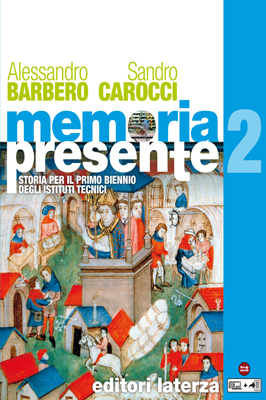 Alessandro Sandro
BARBERO CAROCCI
memoria
presente 2
STORIA PER IL PRIMO BIENNIO
DEGLI ISTITUTI TECNICI
editori laterza